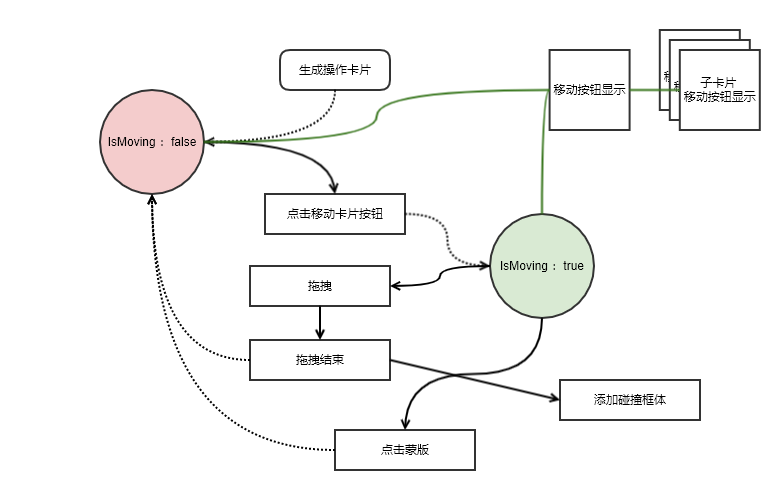 生成操作卡片
移动按钮显示
子卡片
移动按钮显示
IsMoving： false
点击移动卡片按钮
IsMoving： true
拖拽
拖拽结束
添加碰撞框体
点击蒙版